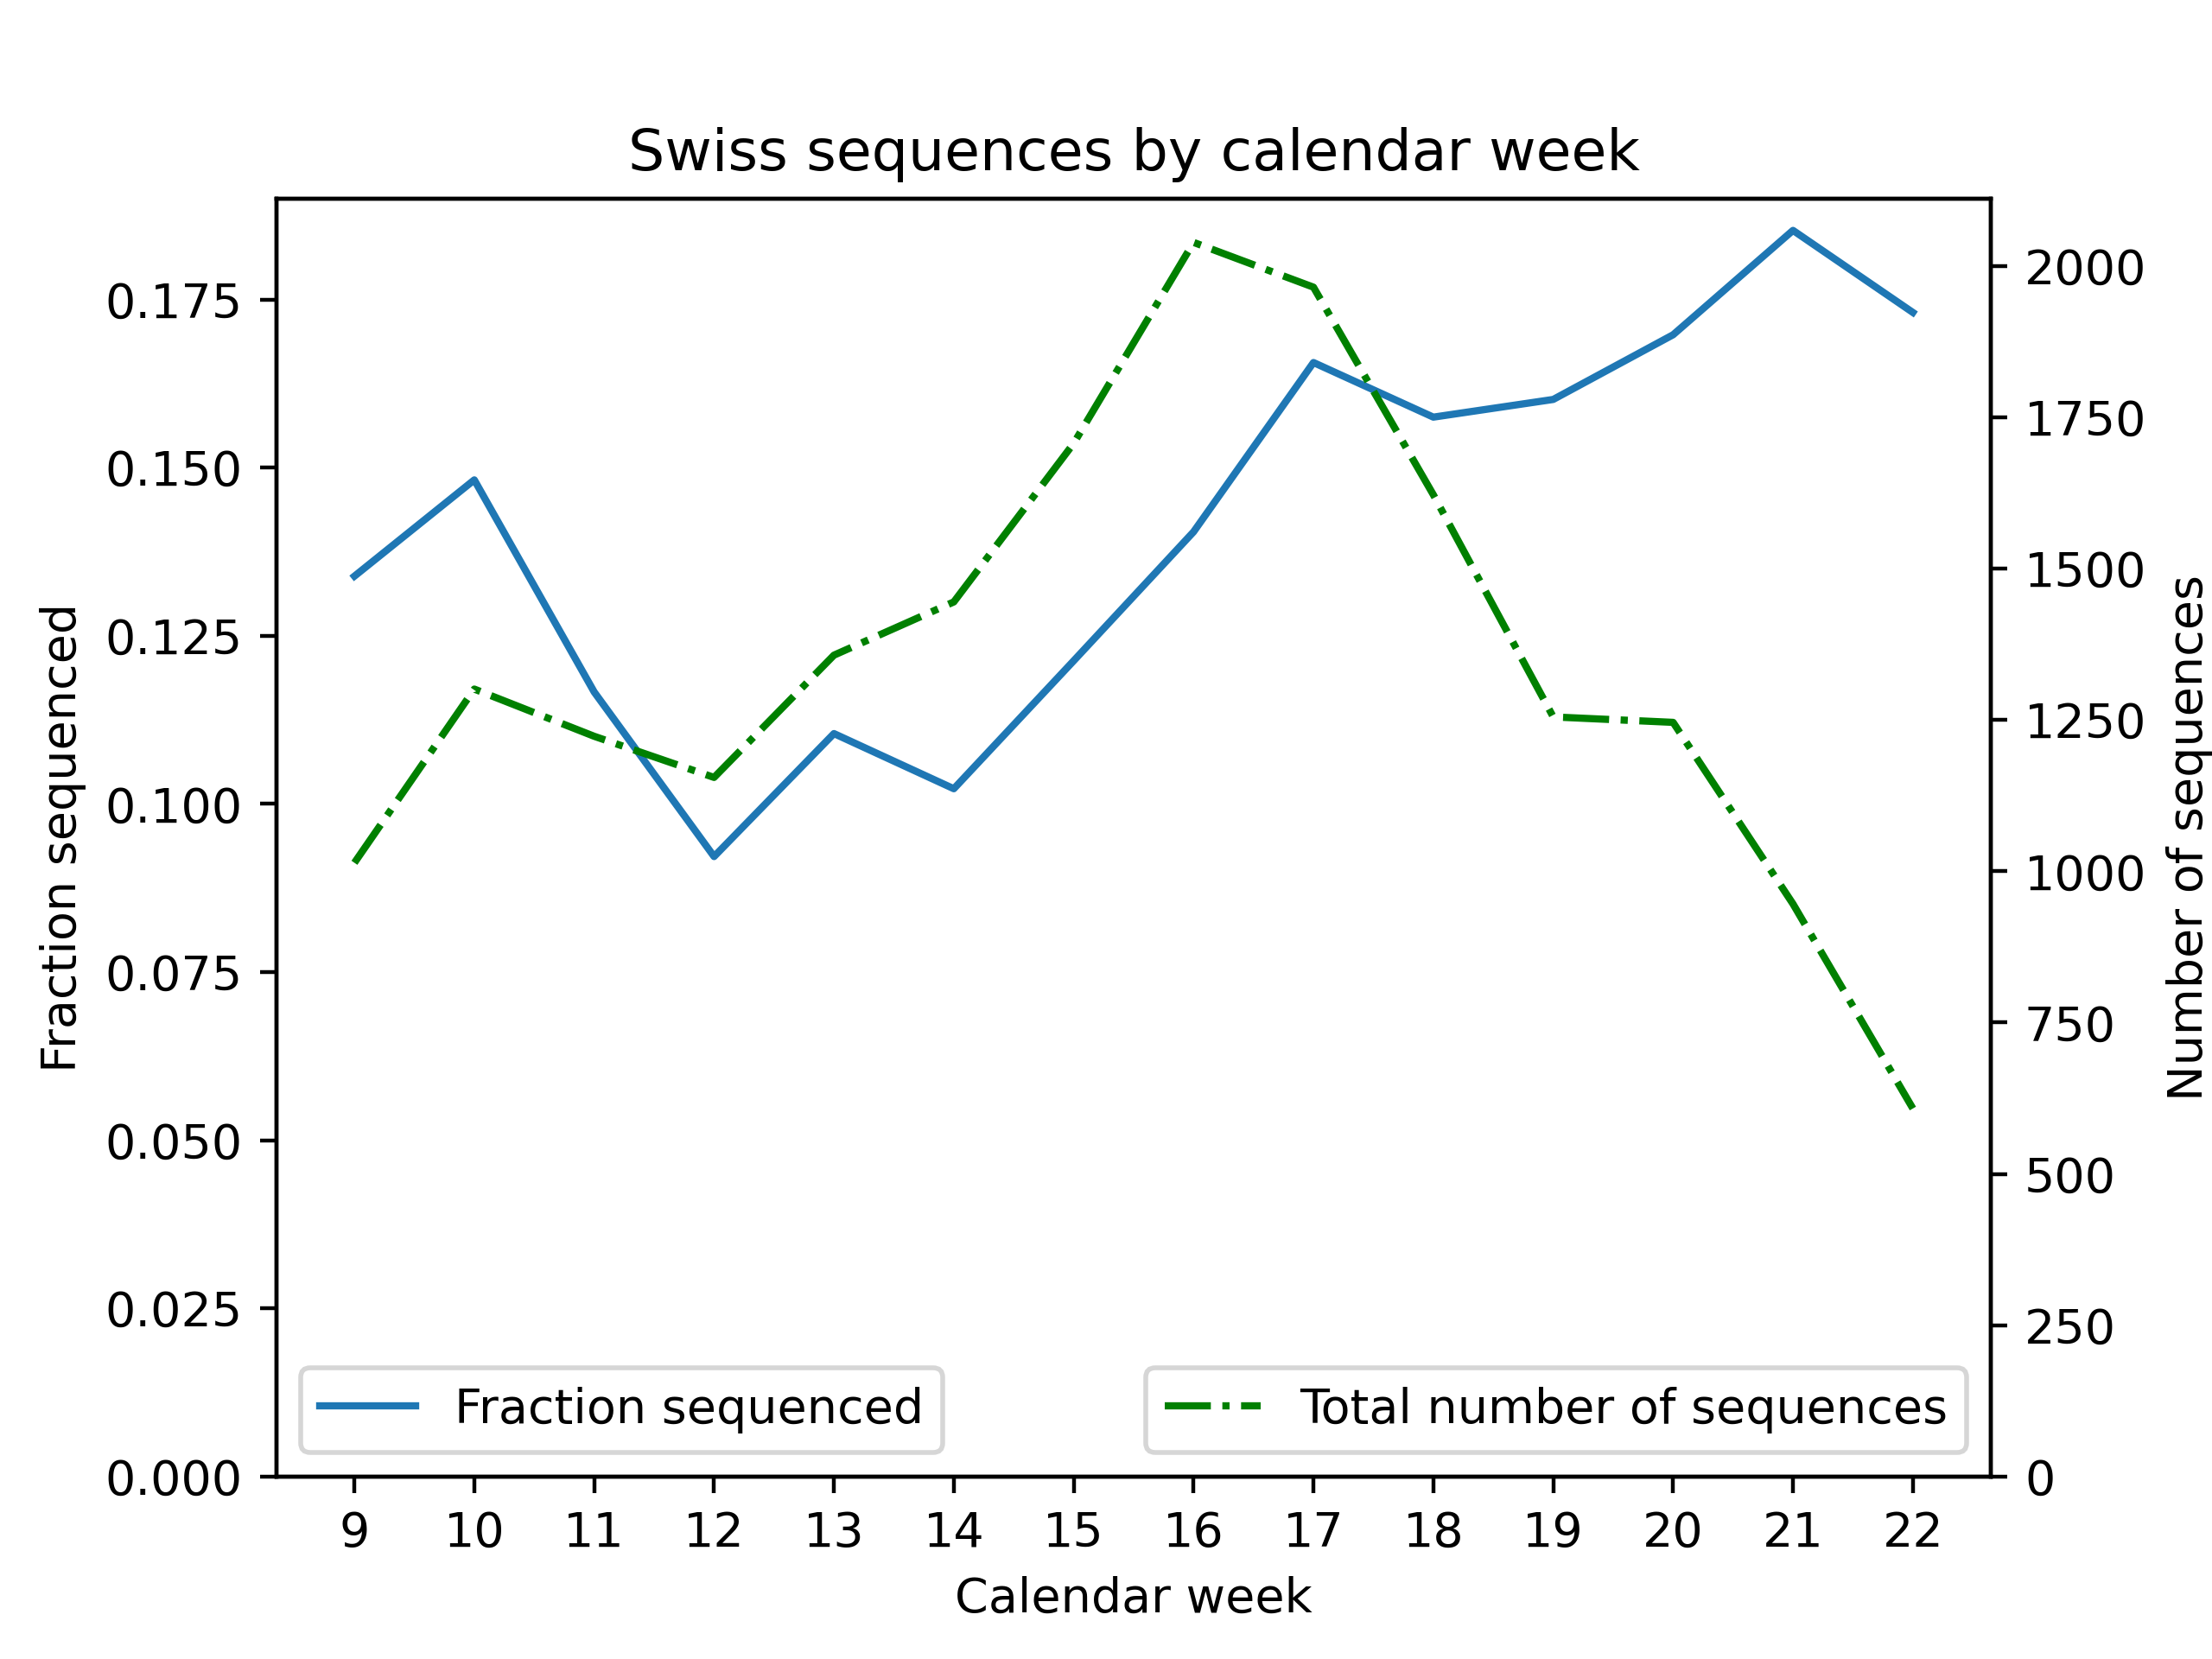 Swiss sequences by calendar week
0.175
0.150
0.125
0.100
0.075
0.050
0.025
0.000
Fraction sequenced
2000
1750
1500
1250
1000
750
500
250
0
Number of sequences
Fraction sequenced
Total number of sequences
9 10 11 12 13 14 15 16 17 18 19 20 21 22
Calendar week